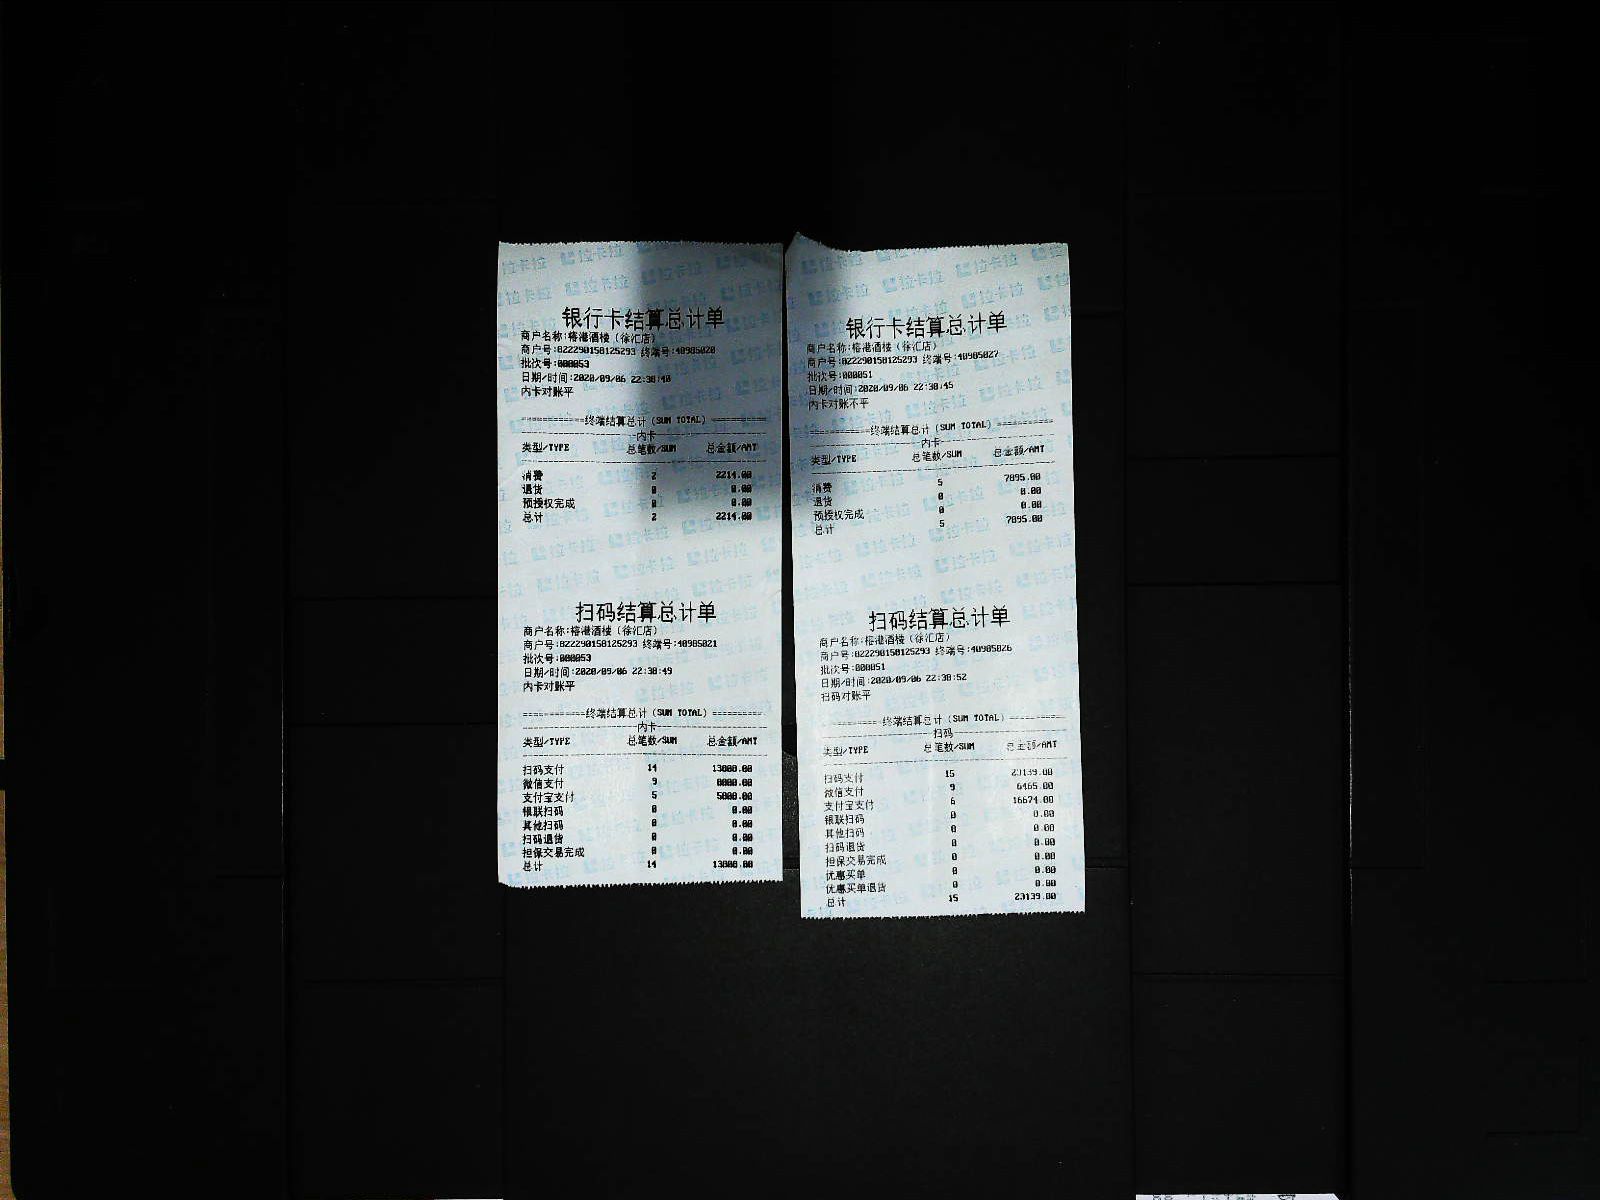 银行卡结算总计单
商户名称:榕港酒楼(徐汇店)
商户号:822290158125293 终端号:40985020
批次号:000053
日期/时间:2020/09/06 22:38:40
内卡对账平
============终端结算总计(SUM TOTAL)===========
内卡
类型/TYPE 总笔数/SUM 总金额/AMT
消费 2 2214.00
退货 0 0.00
预授权完成 0 0.00
总计 2 2214.00
扫码结算总计单
商户名称:榕港酒楼(徐汇店)
商户号:822290158125293 终端号:40985021
批次号:000053
日期/时间:2020/09/06 22:38:49
内卡对账平
============终端结算总计(SUM TOTAL)===========
内卡
类型/TYPE 总笔数/SUM 总金额/AMT
扫码支付 14 13000.00
微信支付 9 8000.00
支付宝支付 5 5000.00
银联扫码 0 0.00
其他扫码 0 0.00
扫码退货 0 0.00
担保交易完成 0 0.00
总计 14 13000.00
银行卡结算总计单
商户名称:榕港酒楼(徐汇店)
商户号:822290158125293 终端号:40985027
批次号:000051
日期/时间:2020/09/06 22:38:45
内卡对账不平
============终端结算总计(SUM TOTAL)===========
内卡
类型/TYPE 总笔数/SUM 总金额/AMT
消费 5 7895.00
退货 0 0.00
预授权完成 0 0.00
总计 5 7895.00
扫码结算总计单
商户名称:榕港酒楼(徐汇店)
商户号:822290158125293 终端号:40985026
批次号:000051
日期/时间:2020/09/06 22:38:52
扫码对账平
============终端结算总计(SUM TOTAL)===========
扫码
类型/TYPE 总笔数/SUM 总金额/AMT
扫码支付 15 23139.00
微信支付 9 6465.00
支付宝支付 6 16674.00
银联扫码 0 0.00
其他扫码 0 0.00
扫码退货 0 0.00
担保交易完成 0 0.00
优惠买单 0 0.00
优惠买单退货 0 0.00
总计 15 23139.00